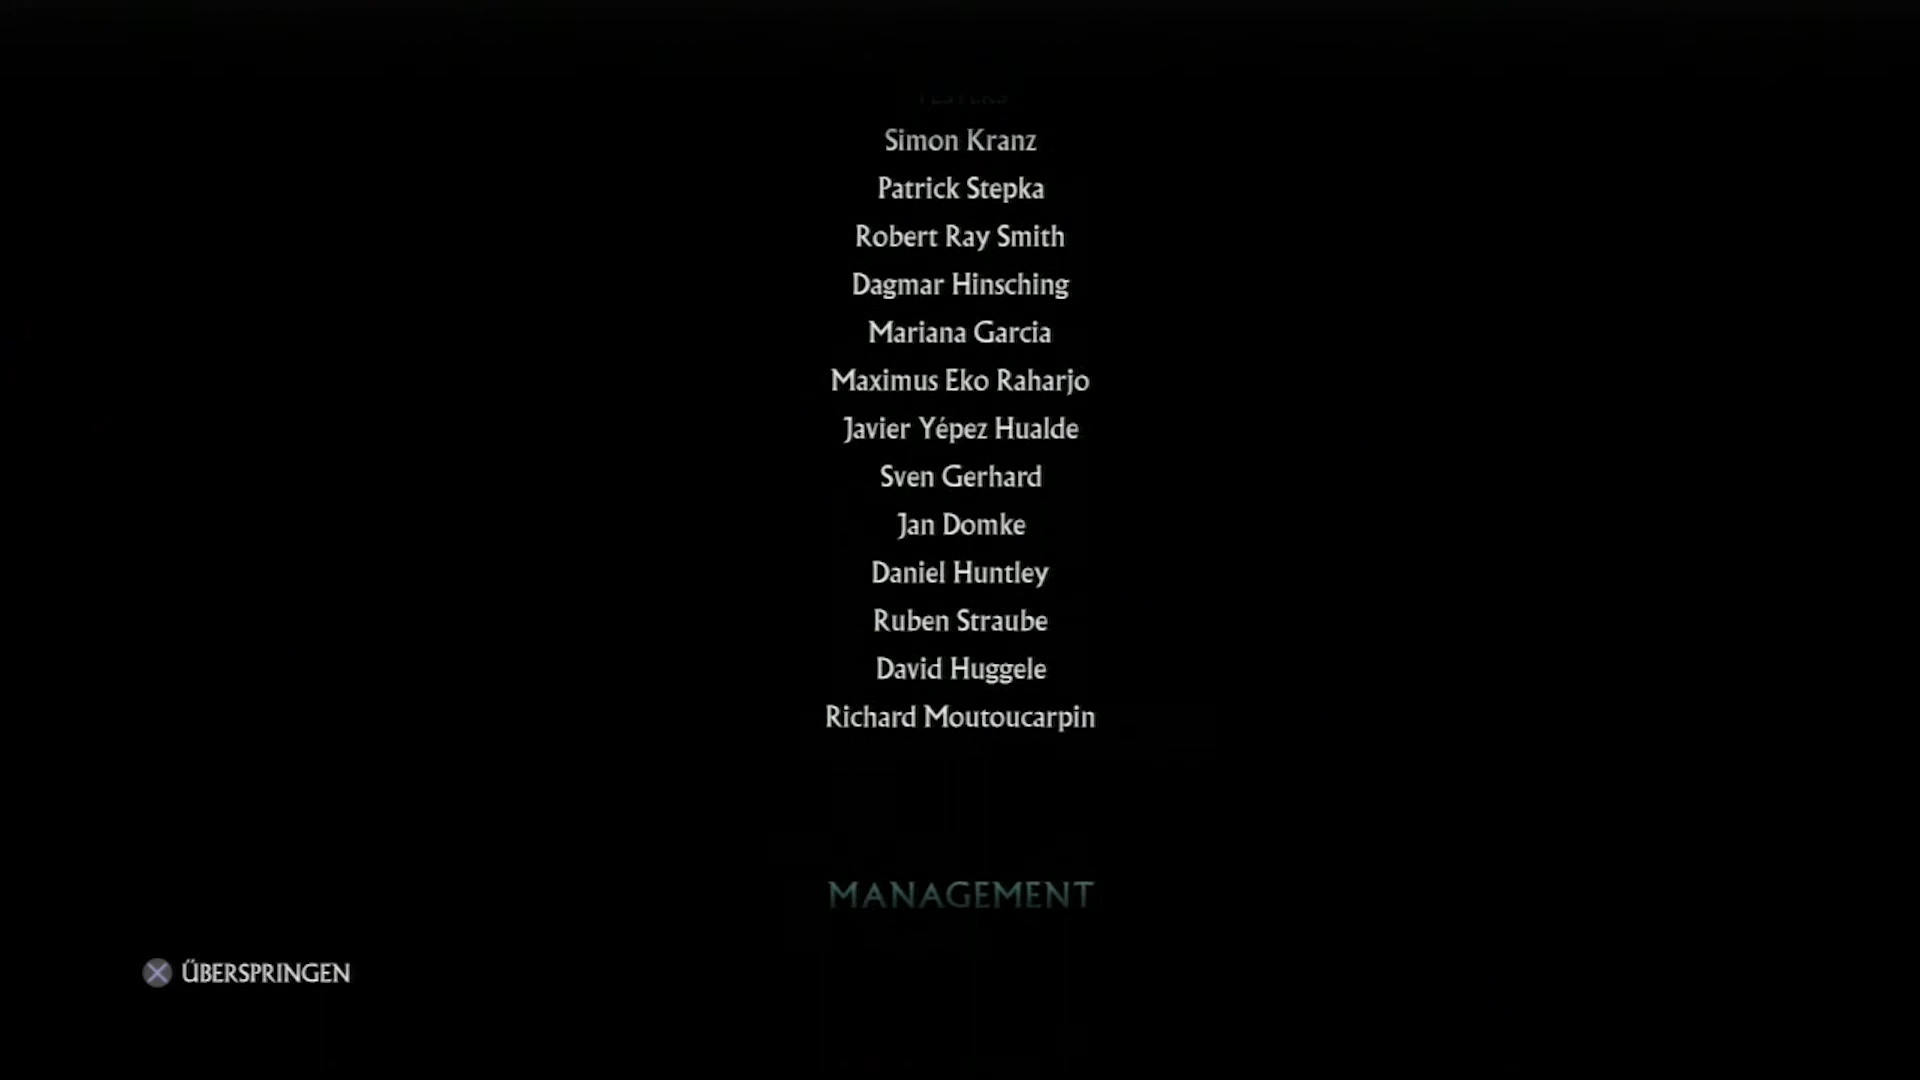 TESTERS
Simon Kranz
Patrick Stepka
Robert Ray Smith
Dagmar Hinsching
Mariana Garcia
Maximus Eko Raharjo
Javier Yépez Hualde
Sven Gerhard
Jan Domke
Daniel Huntley
Ruben Straube
David Huggele
Richard Moutoucarpin
MANAGEMENT
ÜBERSPRINGEN